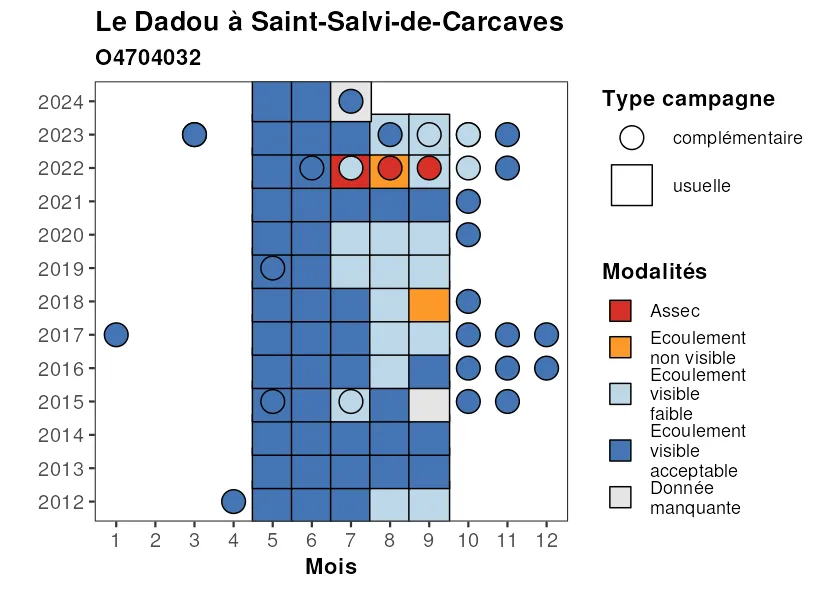 Le Dadou à Saint-Salvi-de-Carcaves
O4704032
2024
2023
2022
2021
2020
2019
2018
2017
2016
2015
2014
2013
2012
1 2 3 4 5 6 7 8 9 10 11 12
Mois
Type campagne
complémentaire
usuelle
Modalités
Assec
Ecoulement
non visible
Ecoulement
visible
faible
Ecoulement
visible
acceptable
Donnée
manquante